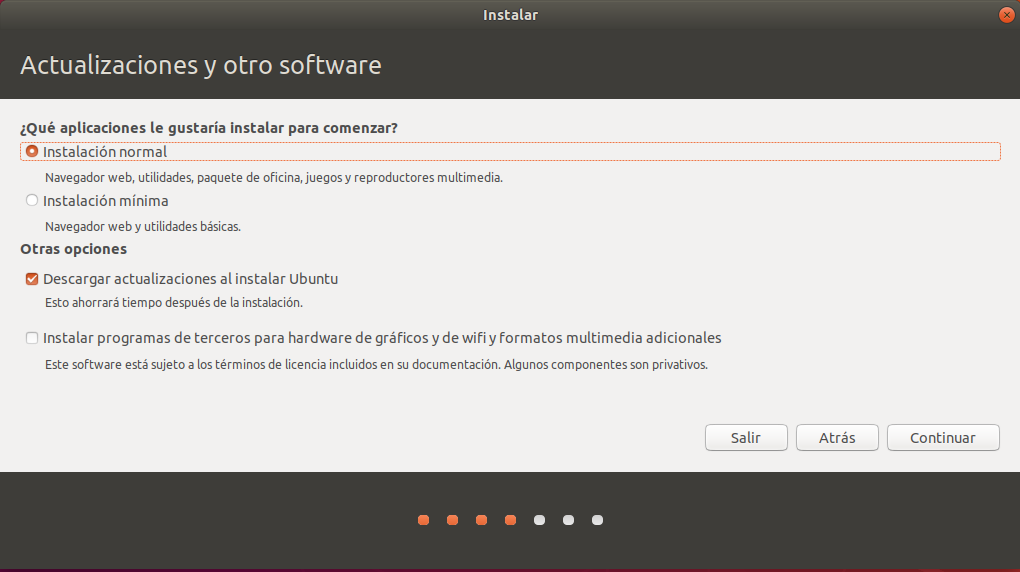 Instalar
Actualizaciones y otro software
¿Qué aplicaciones le gustaría instalar para comenzar?
Instalación normal
Navegador web, utilidades, paquete de oficina, juegos y reproductores multimedia.
Instalación mínima
Navegador web y utilidades básicas.
Otras opciones
Descargar actualizaciones al instalar Ubuntu
Esto ahorrará tiempo después de la instalación.
Instalar programas de terceros para hardware de gráficos y de wifi y formatos multimedia adicionales
Este software está sujeto a los términos de licencia incluidos en su documentación. Algunos componentes son privativos.
Salir Atrás Continuar